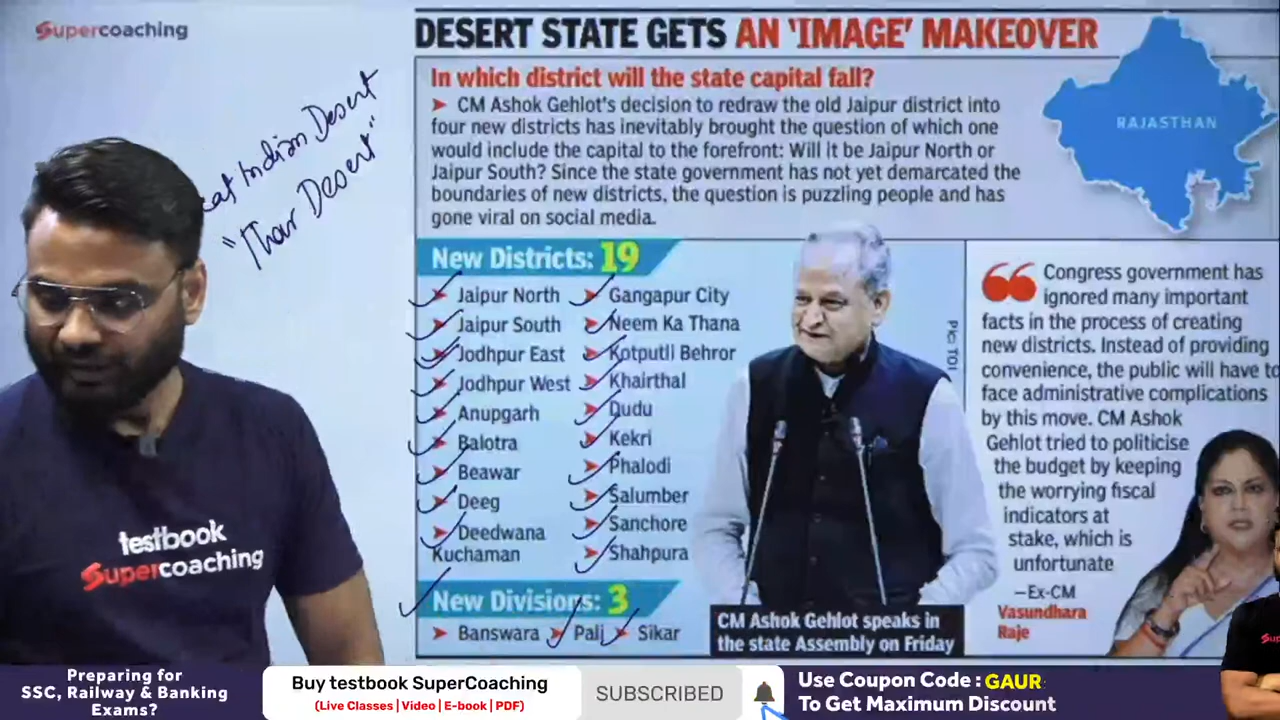 Supercoaching
DESERT STATE GETS AN 'IMAGE' MAKEOVER
In which district will the state capital fall?
CM Ashok Gehlot's decision to redraw the old Jaipur district into
four new districts has inevitably brought the question of which one
would include the capital to the forefront: Will it be Jaipur North or
Jaipur South? Since the state government has not yet demarcated the
boundaries of new districts, the question is puzzling people and has
gone viral on social media.
RAJASTHAN
Indian Desert
"Thar Desert"
New Districts: 19
Jaipur North
Jaipur South
Jodhpur East
Jodhpur West
Anupgarh
Balotra
Beawar
Deeg
Deedwana
Kuchaman
Gangapur City
Neem Ka Thana
Kotputli Behror
Khairthal
Dudu
Kekri
Phalodi
Salumber
Sanchore
Shahpura
New Divisions: 3
Banswara Pali Sikar
Pic: TOI
CM Ashok Gehlot speaks in
the state Assembly on Friday
Congress government has
ignored many important
facts in the process of creating
new districts. Instead of providing
convenience, the public will have to
face administrative complications
by this move. CM Ashok
Gehlot tried to politicise
the budget by keeping
the worrying fiscal
indicators at
stake, which is
unfortunate
—Ex-CM
Vasundhara
Raje
testbook
Supercoaching
Preparing for
SSC, Railway & Banking
Exams?
Buy testbook SuperCoaching
(Live Classes | Video | E-book | PDF)
SUBSCRIBED
Use Coupon Code : GAUR
To Get Maximum Discount